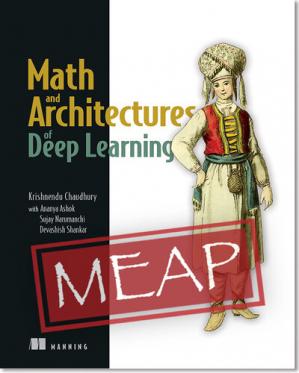 Math
and
Architectures
of
Deep Learning
Krishnendu Chaudhury
with Ananya Ashok
Sujay Narumanchi
Devashish Shankar
MEAP
MANNING